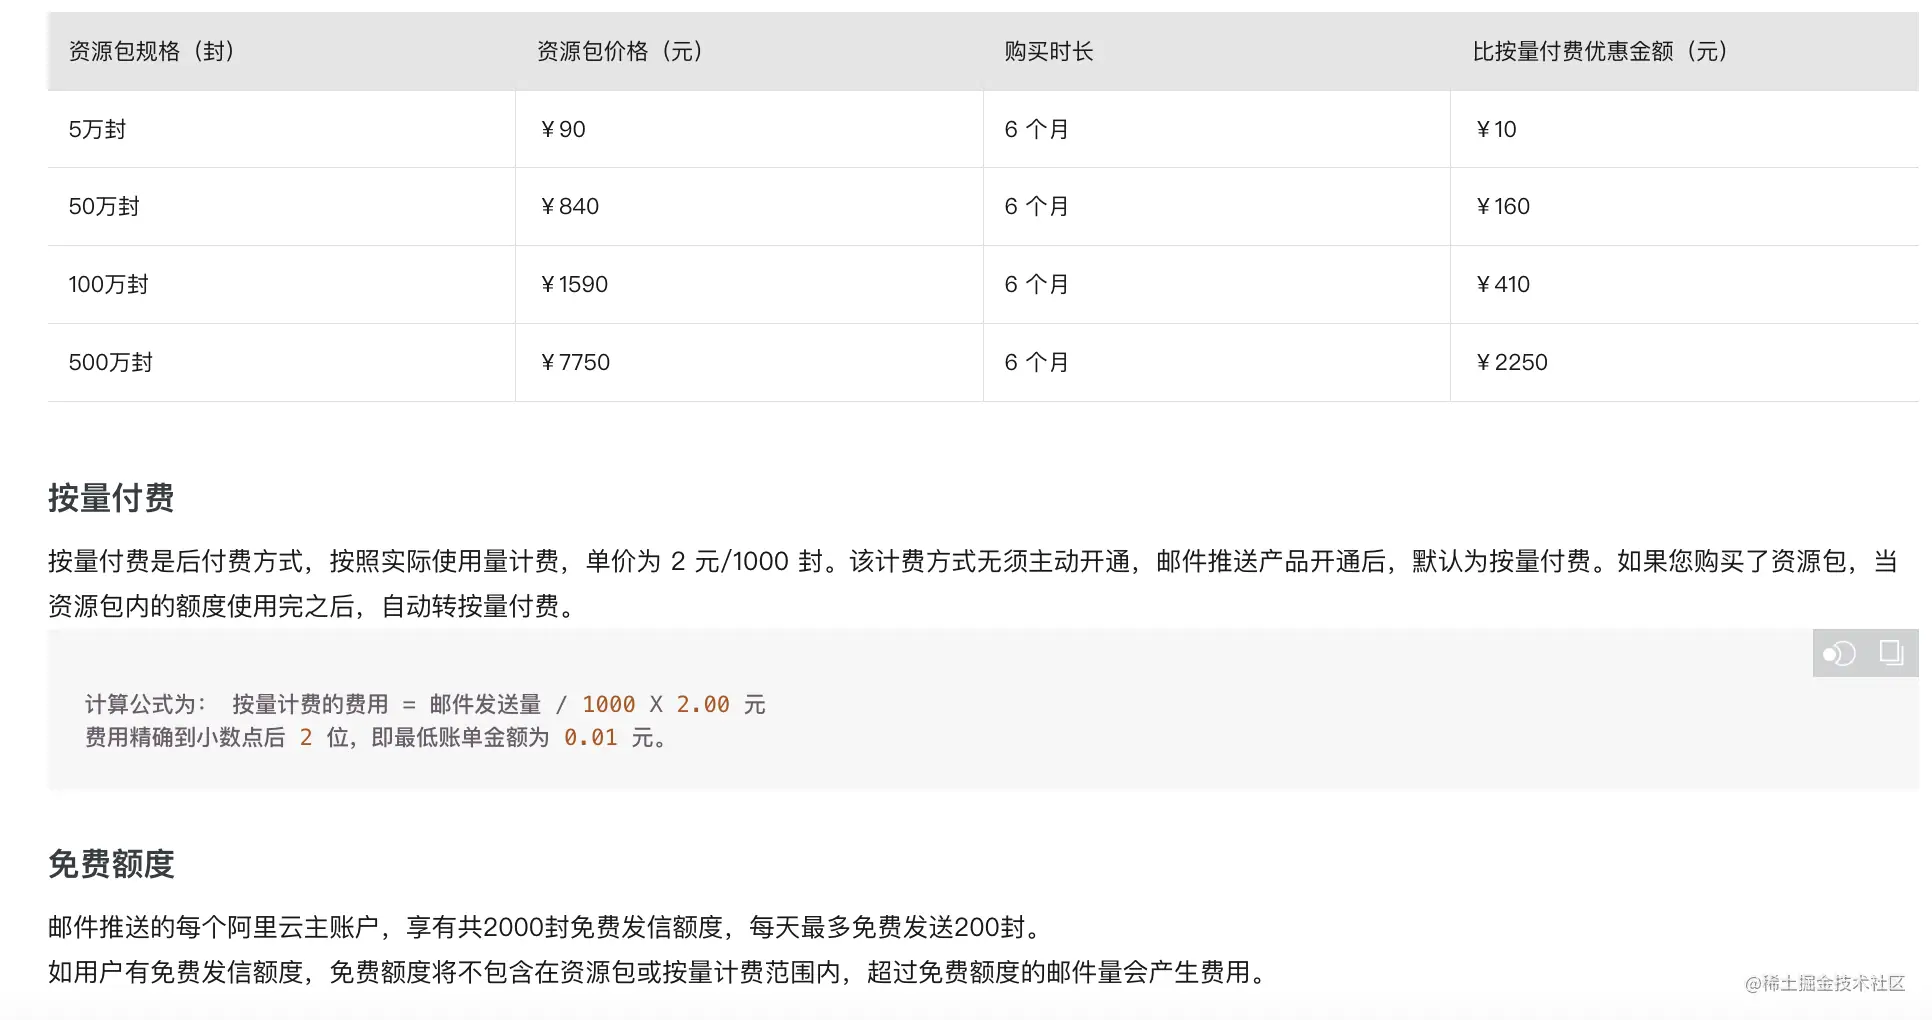 资源包规格（封） 资源包价格（元） 购买时长 比按量付费优惠金额（元）
5万封 ￥90 6 个月 ￥10
50万封 ￥840 6 个月 ￥160
100万封 ￥1590 6 个月 ￥410
500万封 ￥7750 6 个月 ￥2250
按量付费
按量付费是后付费方式，按照实际使用量计费，单价为 2 元/1000 封。该计费方式无须主动开通，邮件推送产品开通后，默认为按量付费。如果您购买了资源包，当
资源包内的额度使用完之后，自动转按量付费。
计算公式为： 按量计费的费用 = 邮件发送量 / 1000 X 2.00 元
费用精确到小数点后 2 位，即最低账单金额为 0.01 元。
免费额度
邮件推送的每个阿里云主账户，享有共2000封免费发信额度，每天最多免费发送200封。
如用户有免费发信额度，免费额度将不包含在资源包或按量计费范围内，超过免费额度的邮件量会产生费用。
@稀土掘金技术社区